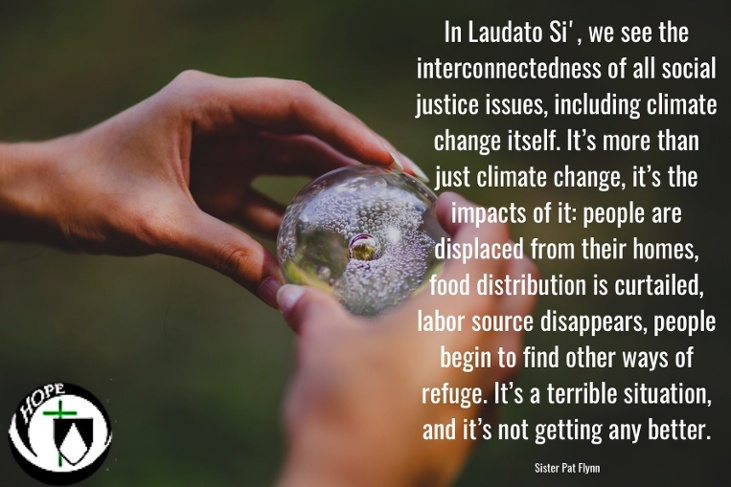 In Laudato Si', we see the
interconnectedness of all social
justice issues, including climate
change itself. It’s more than
just climate change, it’s the
impacts of it: people are
displaced from their homes,
food distribution is curtailed,
labor source disappears, people
begin to find other ways of
refuge. It’s a terrible situation,
and it’s not getting any better.
Sister Pat Flynn
HOPE